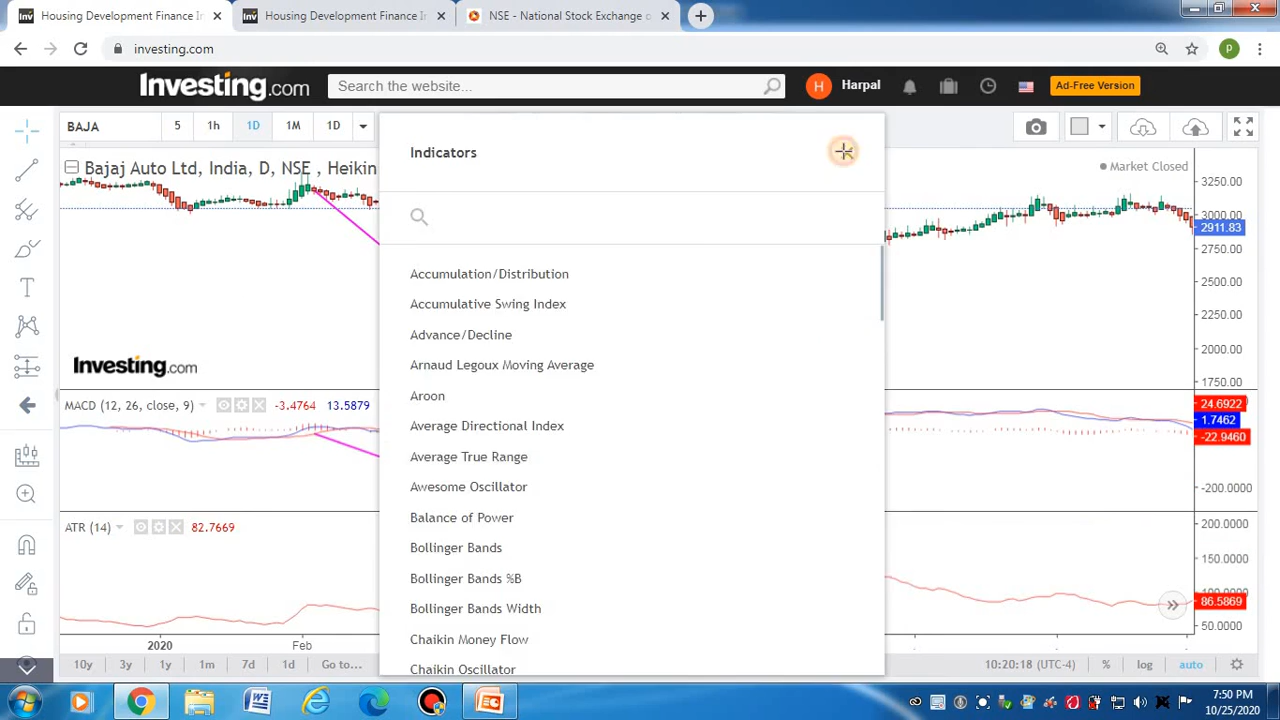 Housing Development Finance In
Housing Development Finance In
NSE - National Stock Exchange o
investing.com
P
Investing.com
Search the website...
H
Harpal
Ad-Free Version
BAJA
5
1h
1D
1M
1D
Indicators
Bajaj Auto Ltd, India, D, NSE , Heikin
Market Closed
3250.00
3000.00
2911.83
2750.00
2500.00
2250.00
2000.00
1750.00
Accumulation/Distribution
Accumulative Swing Index
Advance/Decline
Arnaud Legoux Moving Average
Aroon
Average Directional Index
Average True Range
Awesome Oscillator
Balance of Power
Bollinger Bands
Bollinger Bands %B
Bollinger Bands Width
Chaikin Money Flow
Chaikin Oscillator
Investing.com
MACD (12, 26, close, 9)
-3.4764
13.5879
24.6922
1.7462
-22.9460
-200.0000
ATR (14)
82.7669
200.0000
150.0000
86.5869
50.0000
2020
Feb
10y
3y
1y
1m
7d
1d
Go to...
10:20:18 (UTC-4)
%
log
auto
7:50 PM
10/25/2020